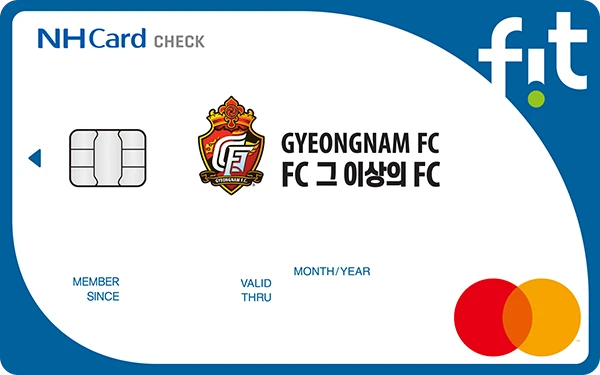 NHCard CHECK
fit
GYEONGNAM FC
FC 그 이상의 FC
GYEONGNAM F.C.
MONTH/YEAR
MEMBER SINCE
VALID THRU